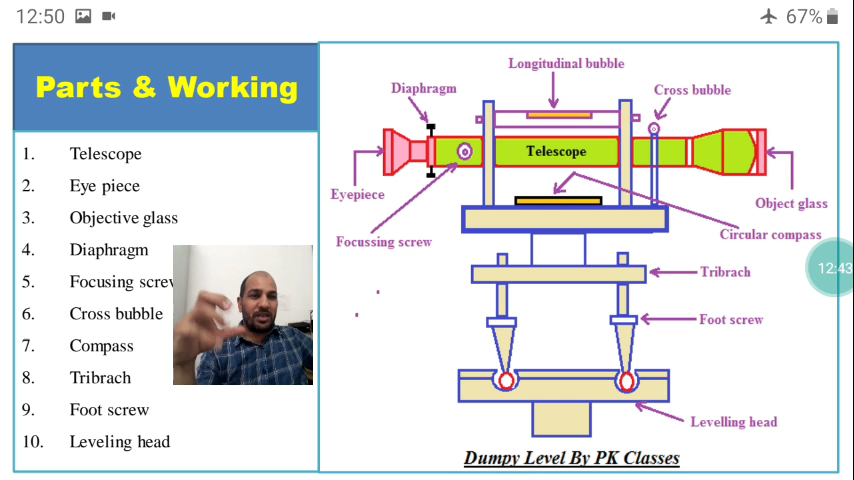 12:50
67%
Parts & Working
1. Telescope
2. Eye piece
3. Objective glass
4. Diaphragm
5. Focusing screw
6. Cross bubble
7. Compass
8. Tribrach
9. Foot screw
10. Leveling head
Longitudinal bubble
Diaphragm
Cross bubble
Telescope
Eyepiece
Object glass
Focussing screw
Circular compass
12:43
Tribrach
Foot screw
Levelling head
Dumpy Level By PK Classes